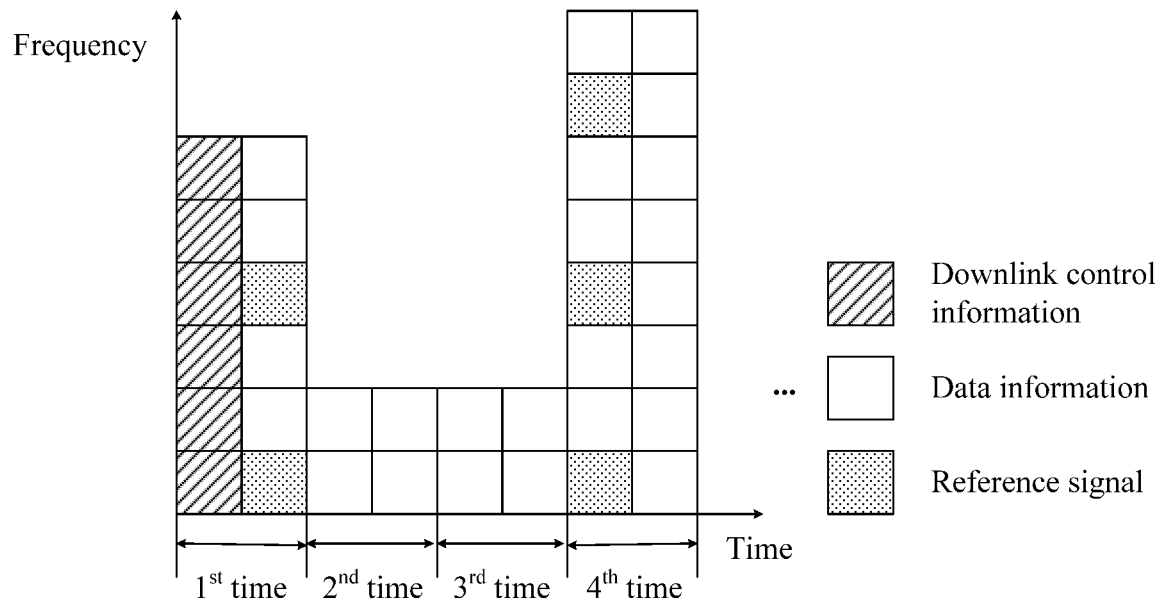 Frequency
Downlink control
information
...
Data information
Reference signal
Time
1st time
2nd time
3rd time
4th time